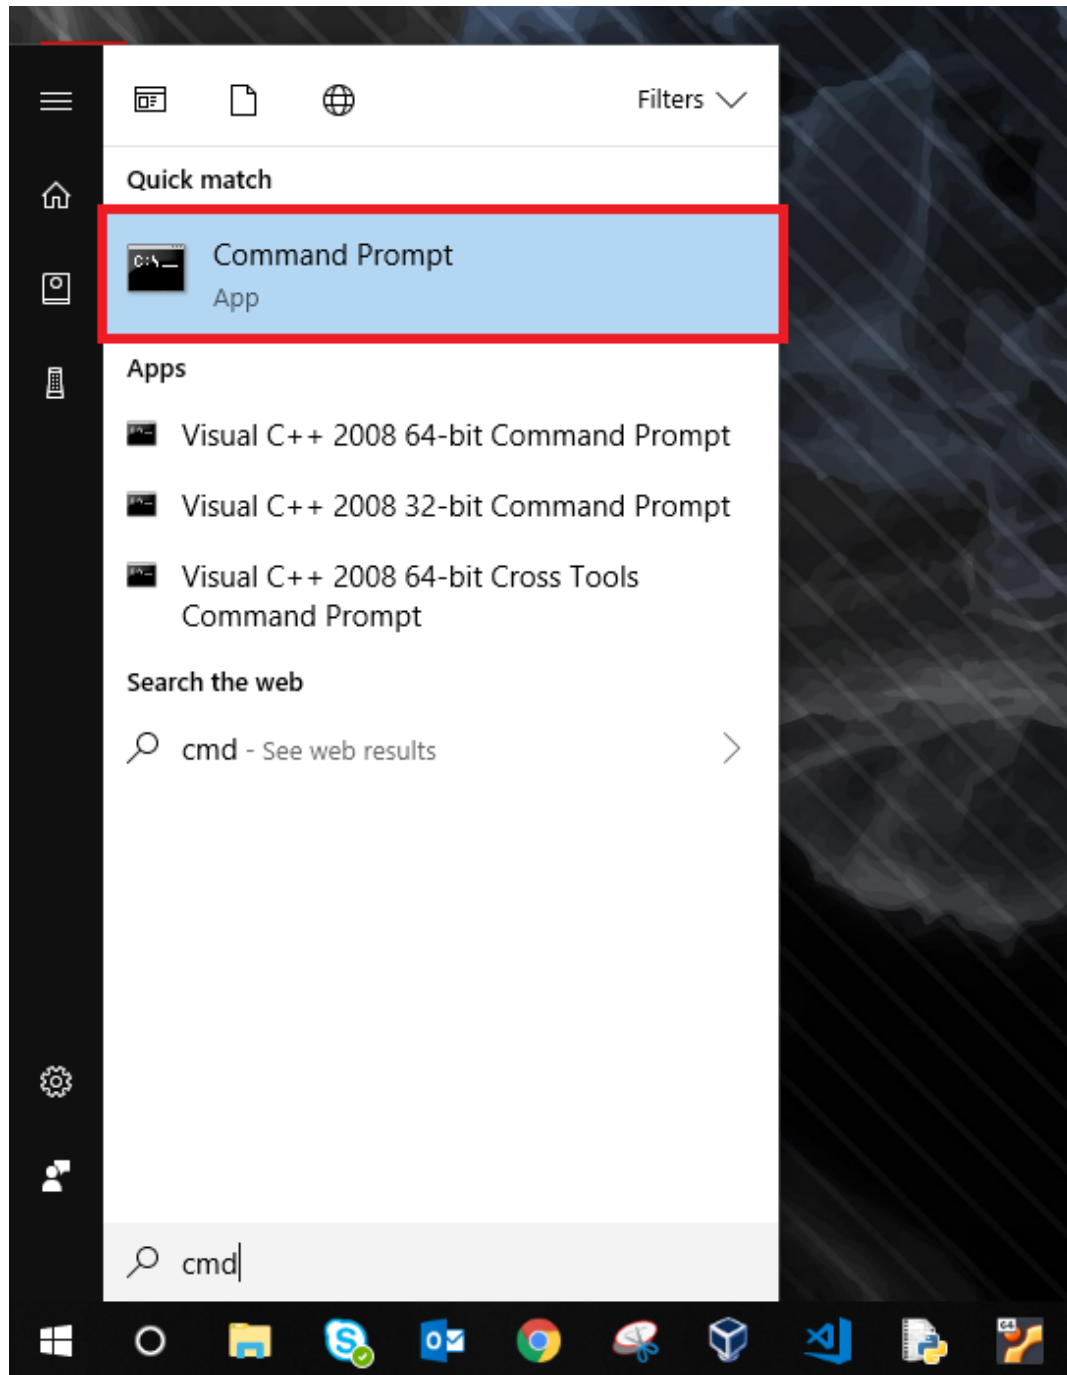 Filters
Quick match
C:\_
Command Prompt
App
Apps
Visual C++ 2008 64-bit Command Prompt
Visual C++ 2008 32-bit Command Prompt
Visual C++ 2008 64-bit Cross Tools
Command Prompt
Search the web
cmd - See web results
cmd
S
o
64